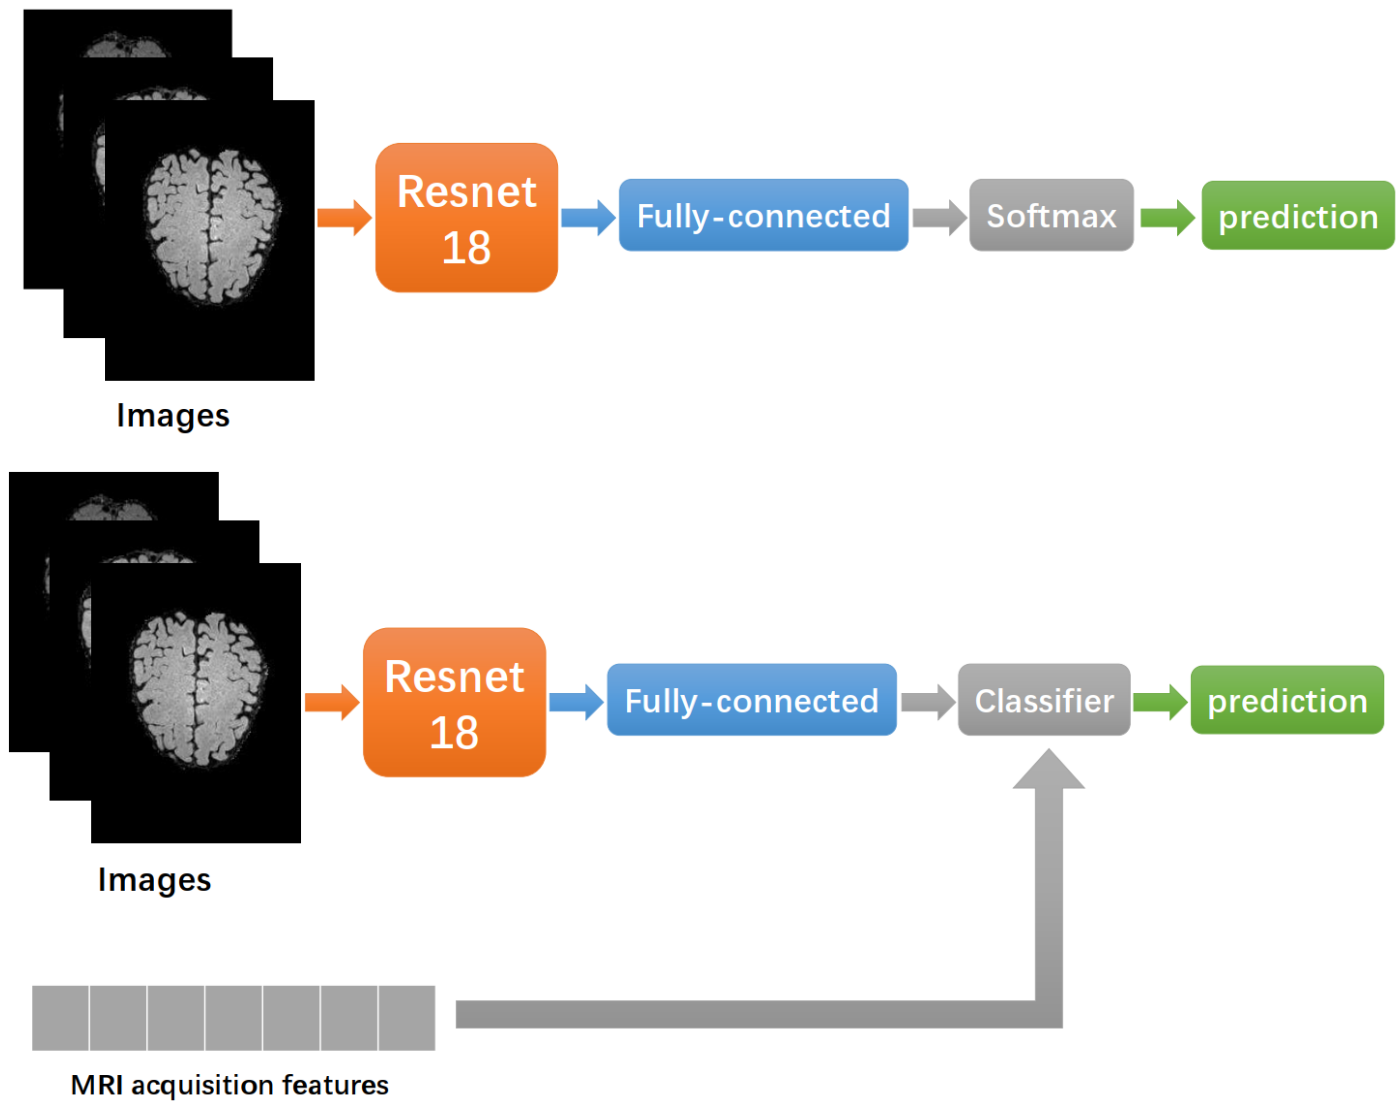 Resnet
18
Fully-connected
Softmax
prediction
Images
Resnet
18
Fully-connected
Classifier
prediction
Images
MRI acquisition features